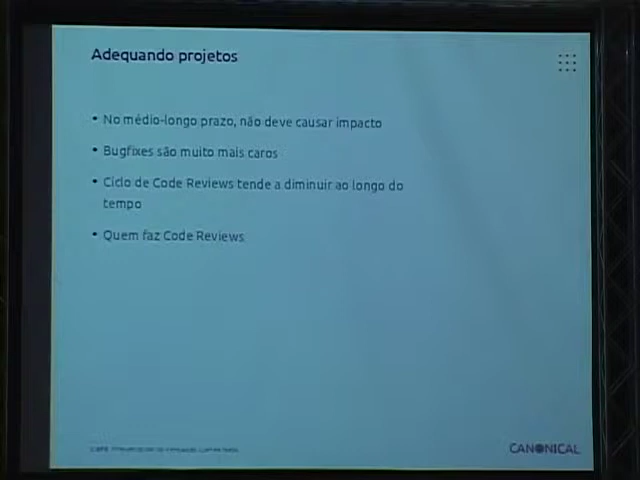 Adequando projetos
• No médio-longo prazo, não deve causar impacto
• Bugfixes são muito mais caros
• Ciclo de Code Reviews tende a diminuir ao longo do
tempo
• Quem faz Code Reviews
CANONICAL